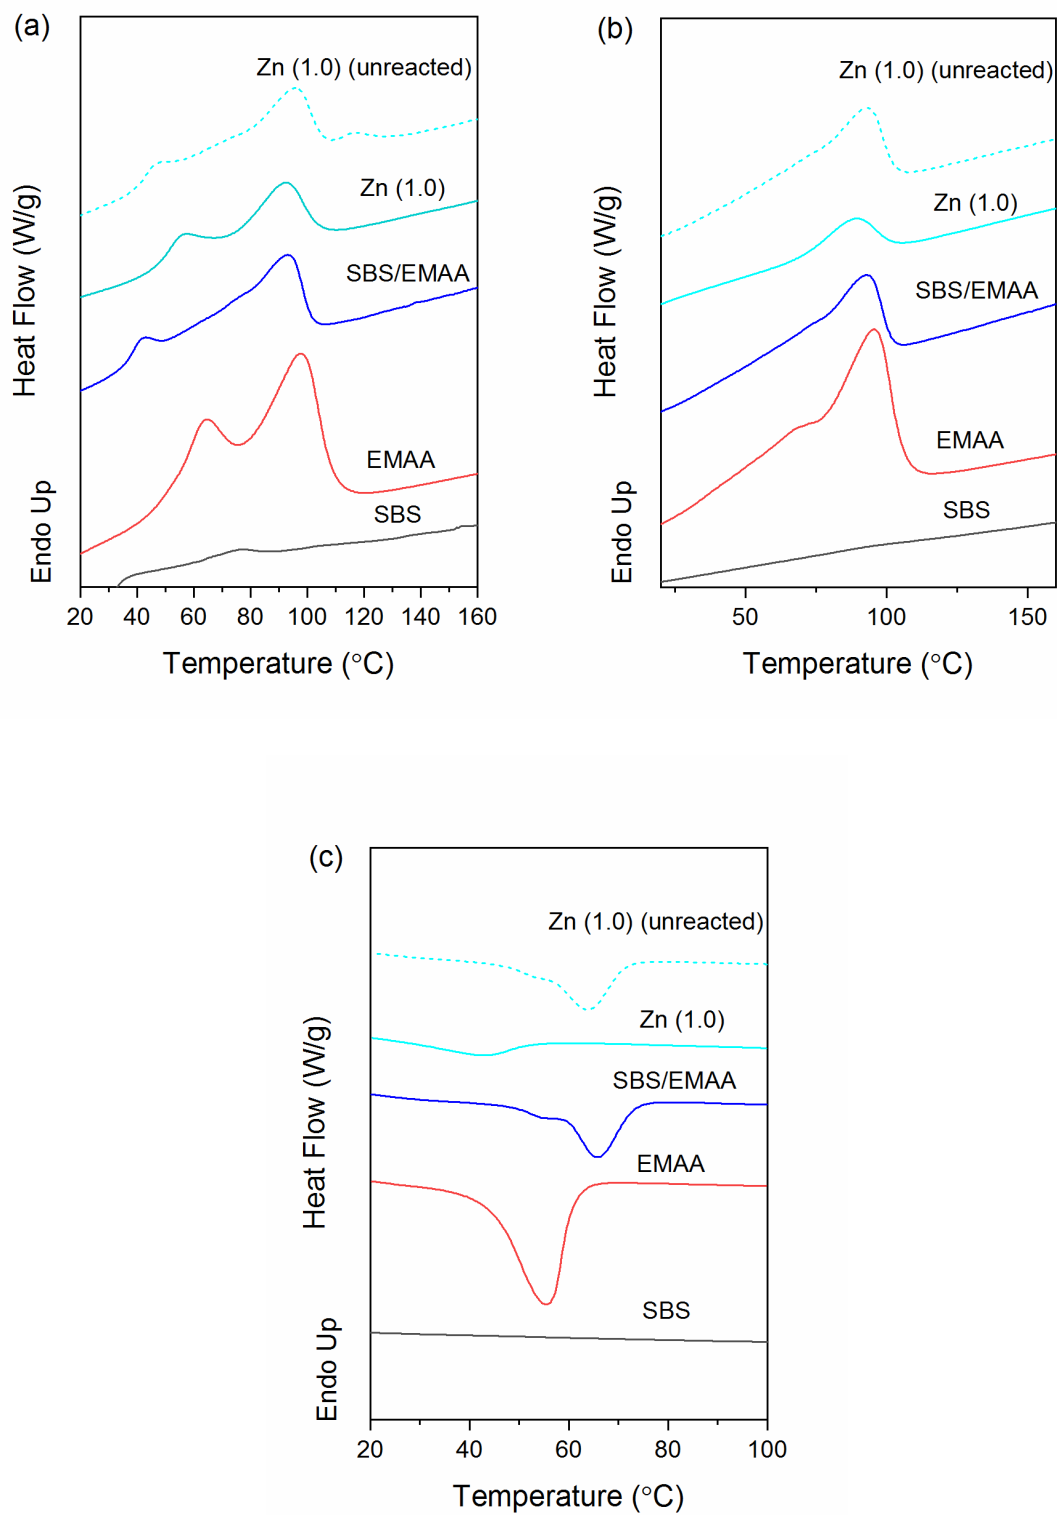 (a)
Zn (1.0) (unreacted)
Zn (1.0)
SBS/EMAA
EMAA
SBS
Heat Flow (W/g)
Endo Up
20 40 60 80 100 120 140 160
Temperature (°C)
(b)
Zn (1.0) (unreacted)
Zn (1.0)
SBS/EMAA
EMAA
SBS
Heat Flow (W/g)
Endo Up
50 100 150
Temperature (°C)
(c)
Zn (1.0) (unreacted)
Zn (1.0)
SBS/EMAA
EMAA
SBS
Heat Flow (W/g)
Endo Up
20 40 60 80 100
Temperature (°C)